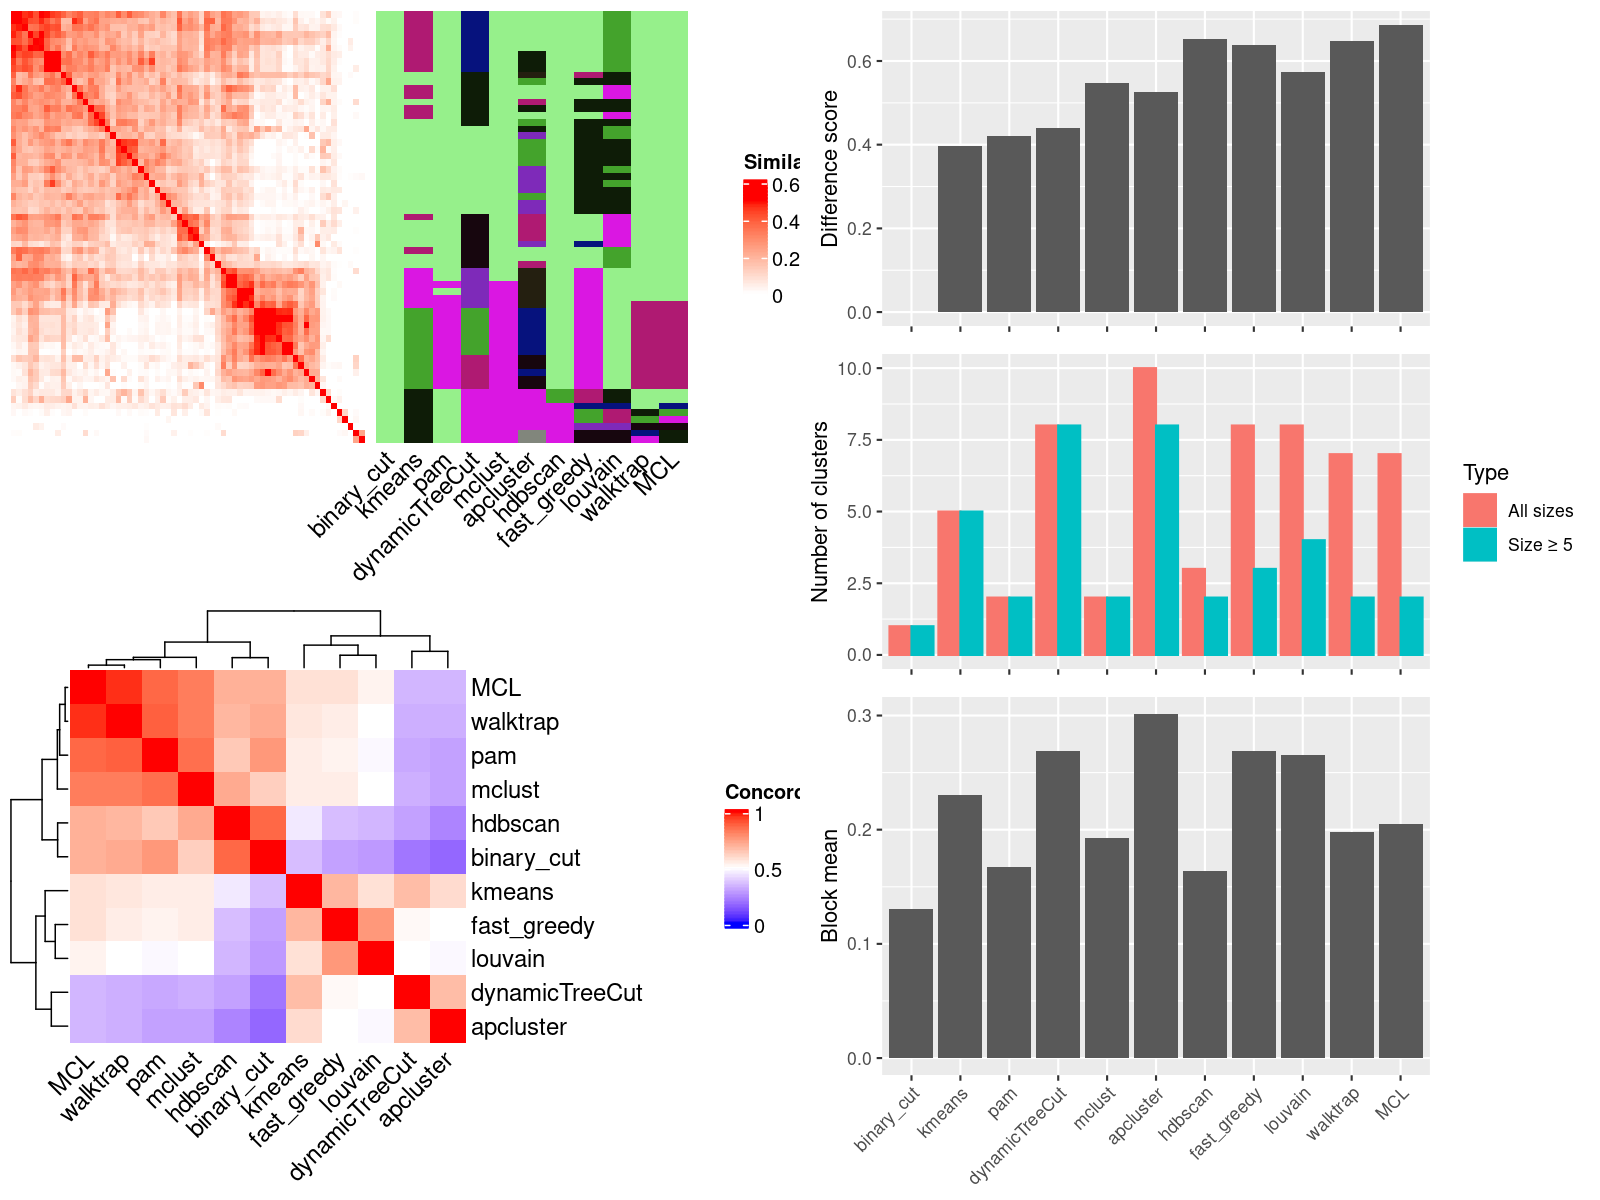 Simila
0.6
0.4
0.2
0
binary_cut
kmeans
pam
dynamicTreeCut
mclust
apcluster
hdbscan
fast_greedy
louvain
walktrap
MCL
MCL
walktrap
pam
mclust
hdbscan
binary_cut
kmeans
fast_greedy
louvain
dynamicTreeCut
apcluster
MCL
walktrap
pam
mclust
hdbscan
binary_cut
kmeans
fast_greedy
louvain
dynamicTreeCut
apcluster
Concord
1
0.5
0
Difference score
0.6
0.4
0.2
0.0
Number of clusters
10.0
7.5
5.0
2.5
0.0
Type
All sizes
Size ≥ 5
Block mean
0.3
0.2
0.1
0.0
binary_cut
kmeans
pam
dynamicTreeCut
mclust
apcluster
hdbscan
fast_greedy
louvain
walktrap
MCL